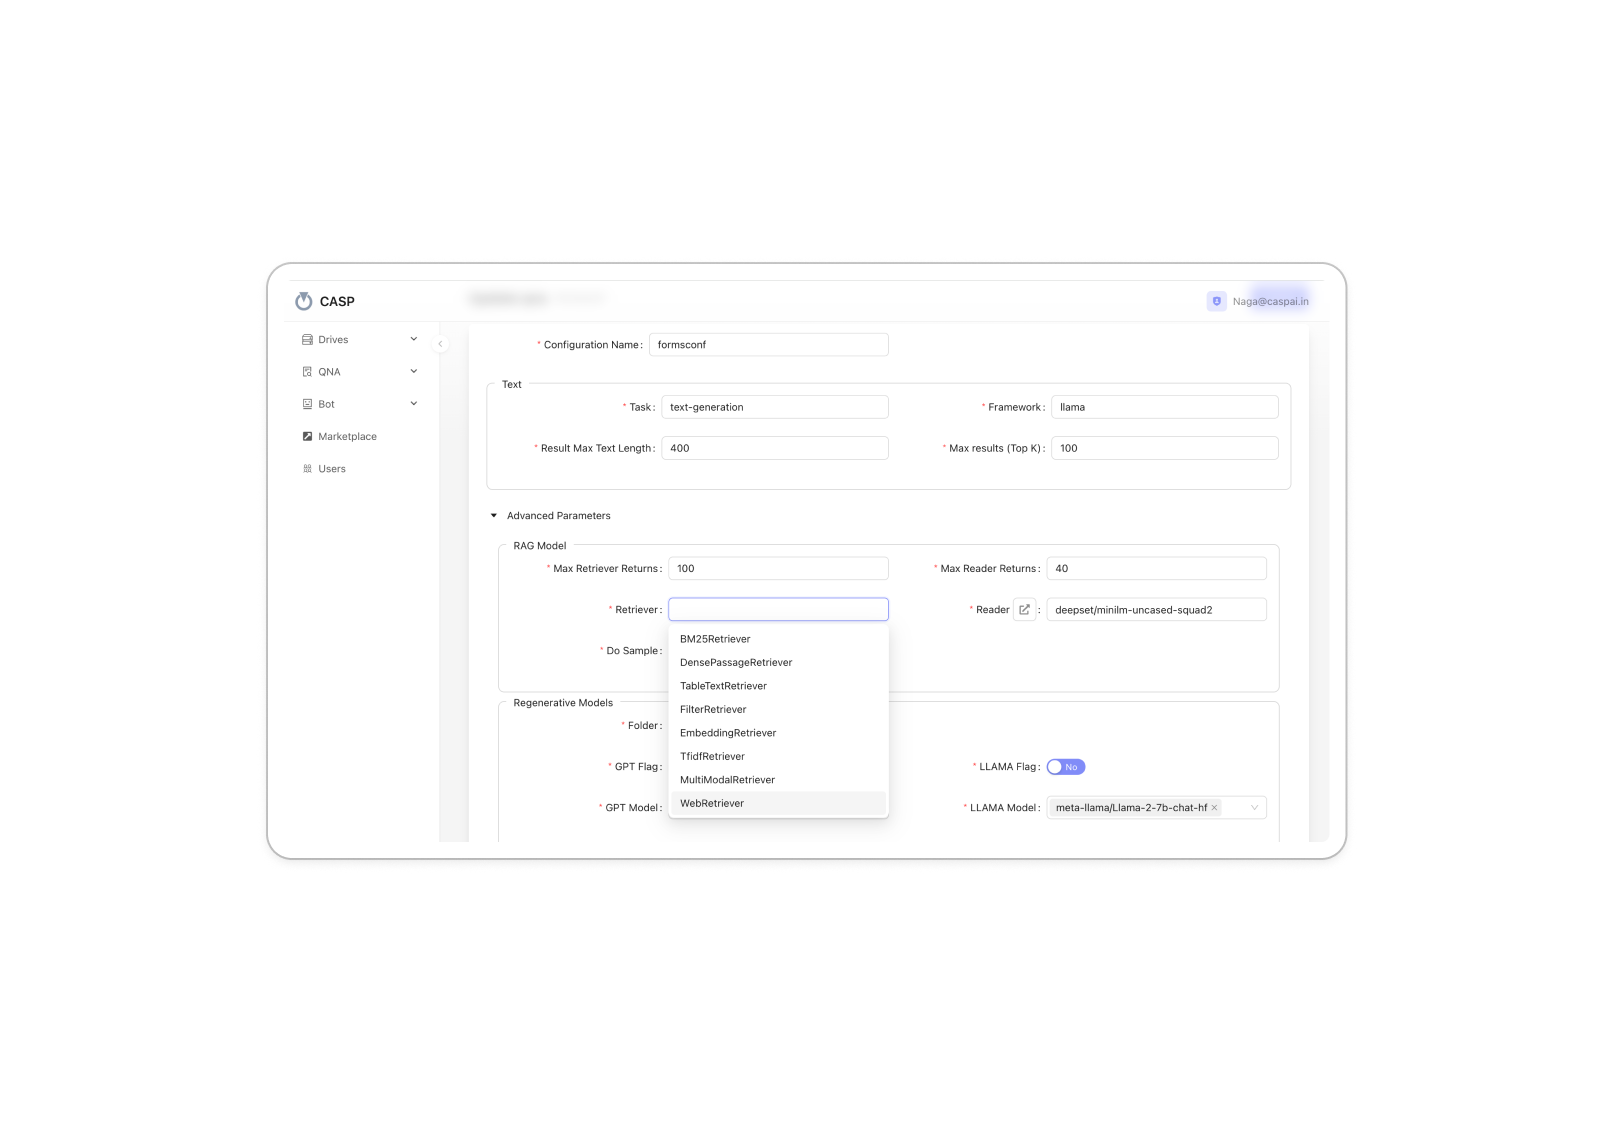 CASP
Naga@caspai.in
Drives
QNA
Bot
Marketplace
Users
* Configuration Name : formsconf
Text
* Task : text-generation
* Framework : llama
* Result Max Text Length : 400
* Max results (Top K) : 100
Advanced Parameters
RAG Model
* Max Retriever Returns : 100
* Max Reader Returns : 40
* Retriever :
* Reader : deepset/minilm-uncased-squad2
BM25Retriever
* Do Sample :
DensePassageRetriever
TableTextRetriever
Regenerative Models
FilterRetriever
* Folder :
EmbeddingRetriever
TfidfRetriever
* GPT Flag :
* LLAMA Flag : No
MultiModalRetriever
WebRetriever
* GPT Model :
* LLAMA Model : meta-llama/Llama-2-7b-chat-hf ×